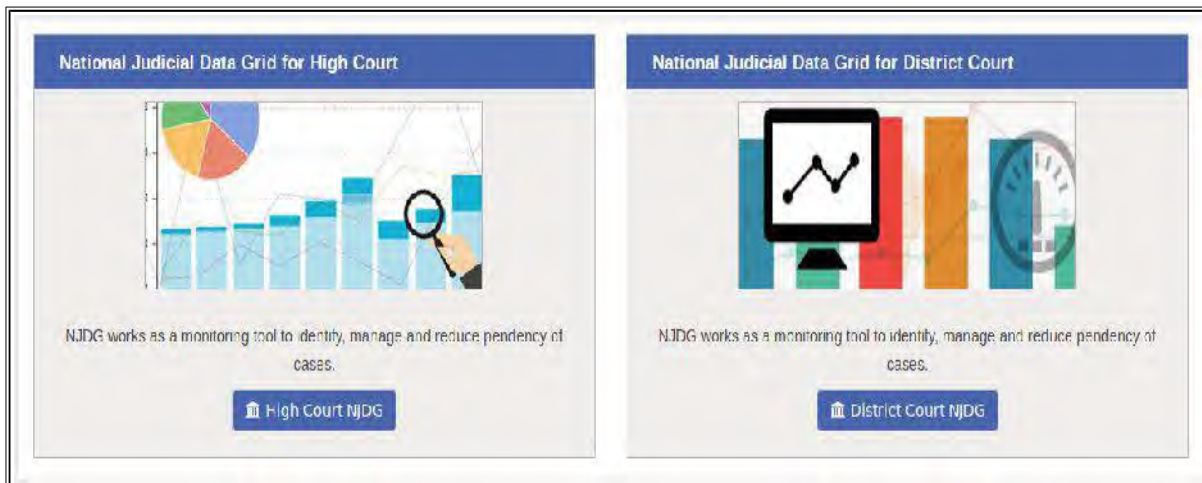 National Judicial Data Grid for High Court
NJDG works as a monitoring tool to identify, manage and reduce pendency of
cases.
High Court NJDG
National Judicial Data Grid for District Court
NJDG works as a monitoring tool to identify, manage and reduce pendency of
cases.
District Court NJDG